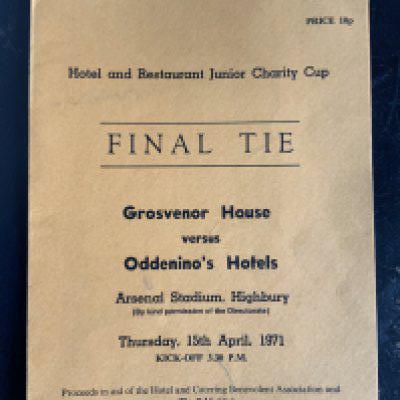 PRICE 10p
Hotel and Restaurant Junior Charity Cup
FINAL TIE
Grosvenor House
versus
Oddenino's Hotels
Arsenal Stadium, Highbury
(By kind permission of the Directorate)
Thursday, 15th April, 1971
KICK-OFF 5.30 P.M.
Proceeds in aid of the Hotel and Catering Benevolent Association and